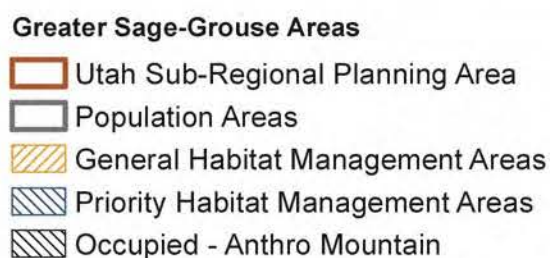 Greater Sage-Grouse Areas
Utah Sub-Regional Planning Area
Population Areas
General Habitat Management Areas
Priority Habitat Management Areas
Occupied - Anthro Mountain